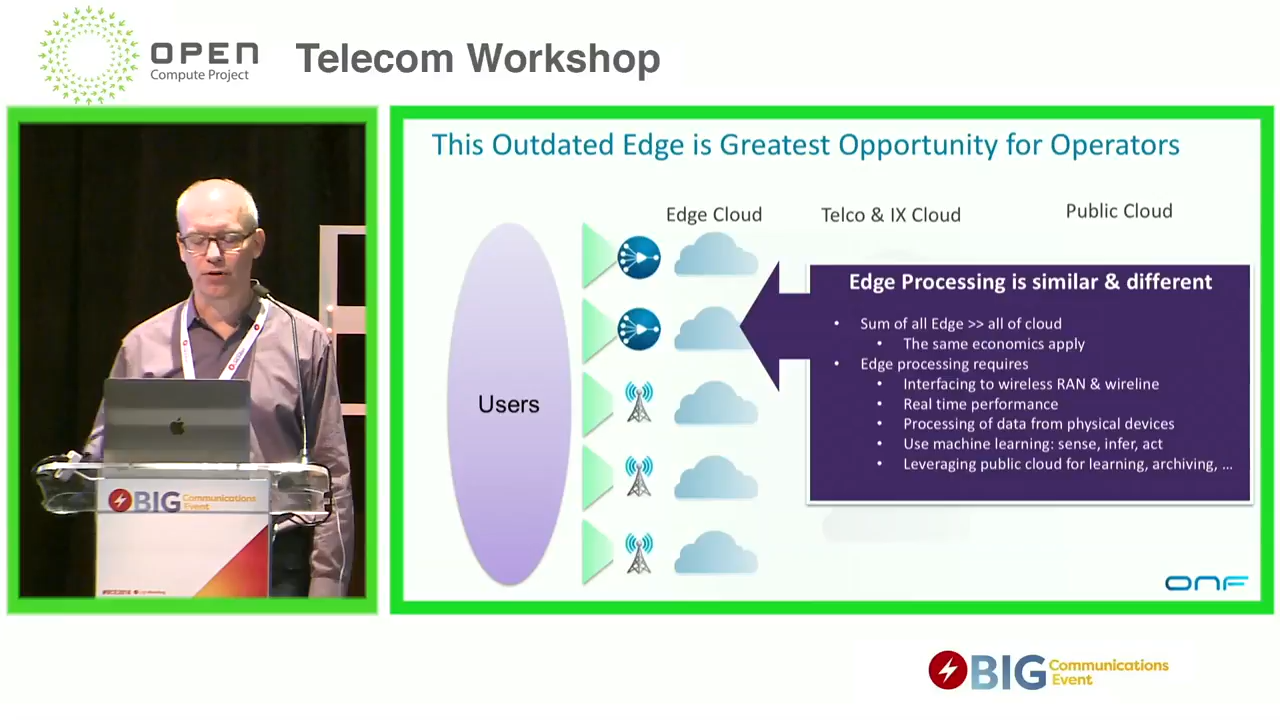 OPEN
Compute Project
Telecom Workshop
This Outdated Edge is Greatest Opportunity for Operators
Edge Cloud
Telco & IX Cloud
Public Cloud
Users
Edge Processing is similar & different
• Sum of all Edge >> all of cloud
• The same economics apply
• Edge processing requires
• Interfacing to wireless RAN & wireline
• Real time performance
• Processing of data from physical devices
• Use machine learning: sense, infer, act
• Leveraging public cloud for learning, archiving, ...
ONF
BIG Communications
Event
BIG Communications
Event